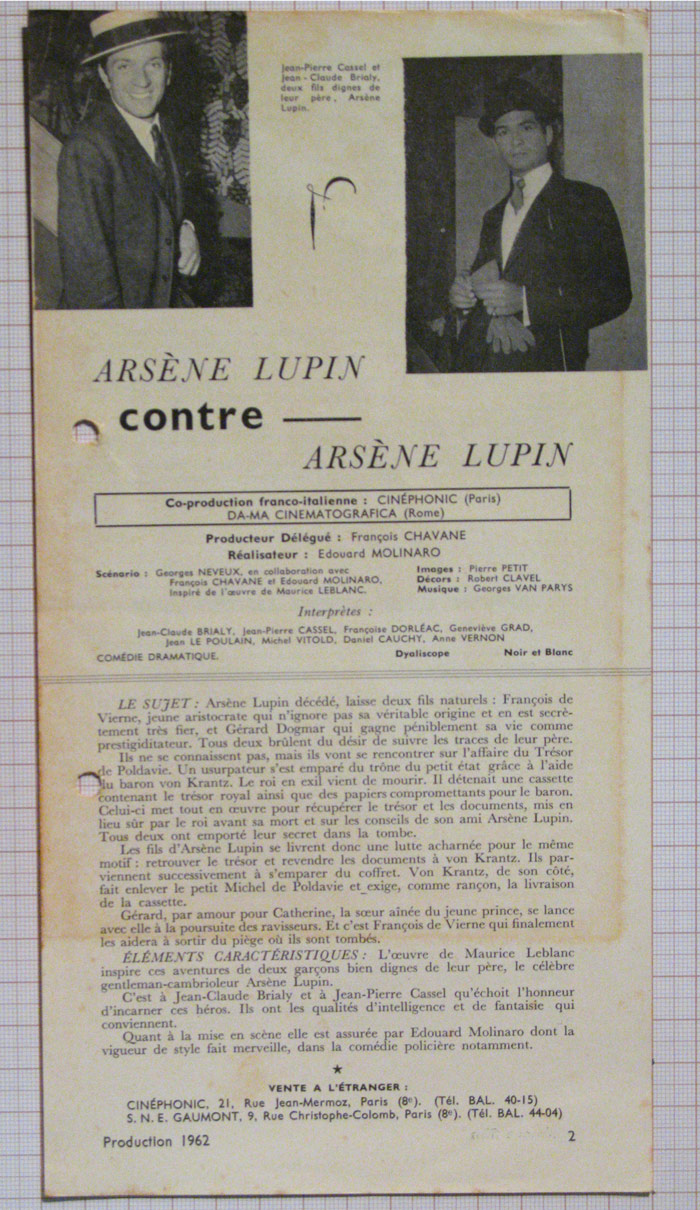 Jean-Pierre Cassel et
Jean-Claude Brialy,
deux fils dignes de
leur père, Arsène
Lupin.
ARSÈNE LUPIN
contre
ARSÈNE LUPIN
Co-production franco-italienne : CINÉPHONIC (Paris)
DA-MA CINEMATOGRAFICA (Rome)
Producteur Délégué : François CHAVANE
Réalisateur : Edouard MOLINARO
Scénario : Georges NEVEUX, en collaboration avec
François CHAVANE et Edouard MOLINARO,
Inspiré de l'œuvre de Maurice LEBLANC.
Images : Pierre PETIT
Décors : Robert CLAVEL
Musique : Georges VAN PARYS
Interprètes :
Jean-Claude BRIALY, Jean-Pierre CASSEL, Françoise DORLÉAC, Geneviève GRAD,
Jean LE POULAIN, Michel VITOLD, Daniel CAUCHY, Anne VERNON
COMÉDIE DRAMATIQUE. Dyaliscope Noir et Blanc
LE SUJET : Arsène Lupin décédé, laisse deux fils naturels : François de
Vierne, jeune aristocrate qui n'ignore pas sa véritable origine et en est secrè-
tement très fier, et Gérard Dogmar qui gagne péniblement sa vie comme
prestigiditateur. Tous deux brûlent du désir de suivre les traces de leur père.
Ils ne se connaissent pas, mais ils vont se rencontrer sur l'affaire du Trésor
de Poldavie. Un usurpateur s'est emparé du trône du petit état grâce à l'aide
du baron von Krantz. Le roi en exil vient de mourir. Il détenait une cassette
contenant le trésor royal ainsi que des papiers compromettants pour le baron.
Celui-ci met tout en œuvre pour récupérer le trésor et les documents, mis en
lieu sûr par le roi avant sa mort et sur les conseils de son ami Arsène Lupin.
Tous deux ont emporté leur secret dans la tombe.
Les fils d'Arsène Lupin se livrent donc une lutte acharnée pour le même
motif : retrouver le trésor et revendre les documents à von Krantz. Ils par-
viennent successivement à s'emparer du coffret. Von Krantz, de son côté,
fait enlever le petit Michel de Poldavie et exige, comme rançon, la livraison
de la cassette.
Gérard, par amour pour Catherine, la sœur aînée du jeune prince, se lance
avec elle à la poursuite des ravisseurs. Et c'est François de Vierne qui finalement
les aidera à sortir du piège où ils sont tombés.
ÉLÉMENTS CARACTÉRISTIQUES : L'œuvre de Maurice Leblanc
inspire ces aventures de deux garçons bien dignes de leur père, le célèbre
gentleman-cambrioleur Arsène Lupin.
C'est à Jean-Claude Brialy et à Jean-Pierre Cassel qu'échoit l'honneur
d'incarner ces héros. Ils ont les qualités d'intelligence et de fantaisie qui
conviennent.
Quant à la mise en scène elle est assurée par Edouard Molinaro dont la
vigueur de style fait merveille, dans la comédie policière notamment.
VENTE A L'ÉTRANGER :
CINÉPHONIC, 21, Rue Jean-Mermoz, Paris (8e). (Tél. BAL. 40-15)
S. N. E. GAUMONT, 9, Rue Christophe-Colomb, Paris (8e). (Tél. BAL. 44-04)
Production 1962
2